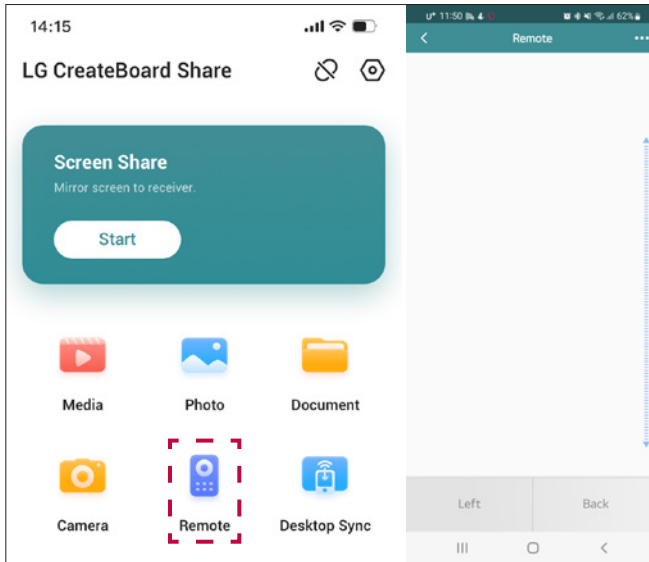 14:15
LG CreateBoard Share
Screen Share
Mirror screen to receiver.
Start
Media
Photo
Document
Camera
Remote
Desktop Sync
U+ 11:50
62%
Remote
Left
Back